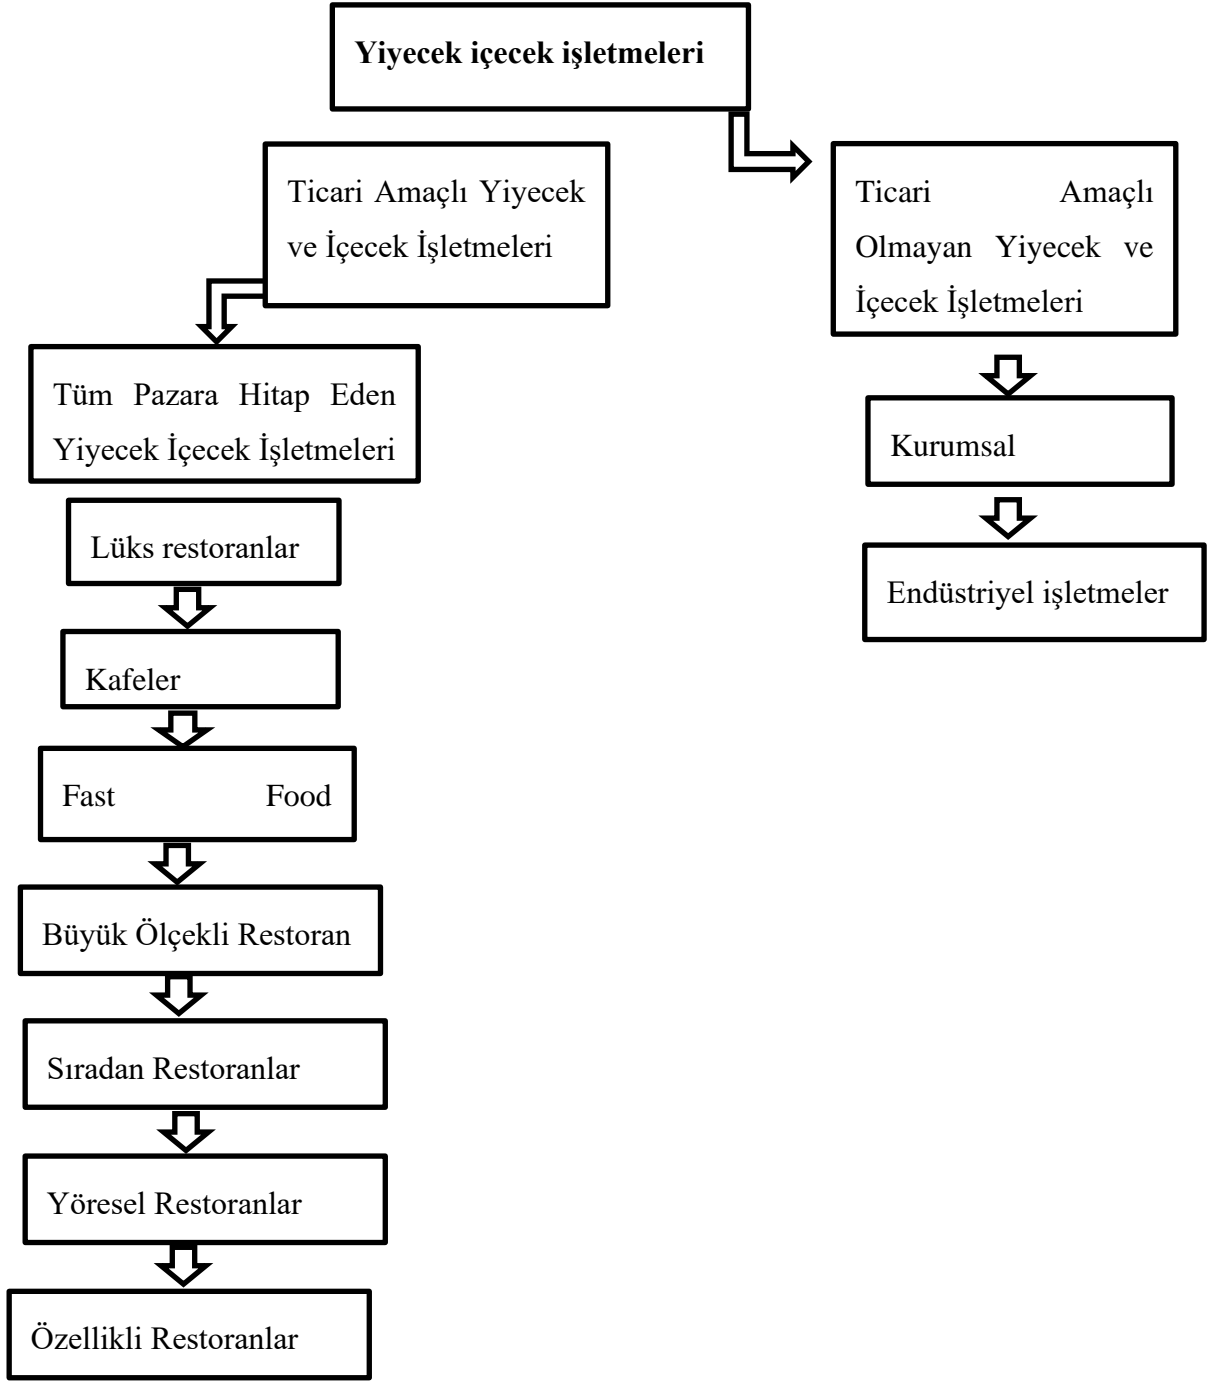 Yiyecek içecek işletmeleri
Ticari Amaçlı Yiyecek
ve İçecek İşletmeleri
Ticari Amaçlı
Olmayan Yiyecek ve
İçecek İşletmeleri
Tüm Pazara Hitap Eden
Yiyecek İçecek İşletmeleri
Kurumsal
Lüks restoranlar
Endüstriyel işletmeler
Kafeler
Fast Food
Büyük Ölçekli Restoran
Sıradan Restoranlar
Yöresel Restoranlar
Özellikli Restoranlar